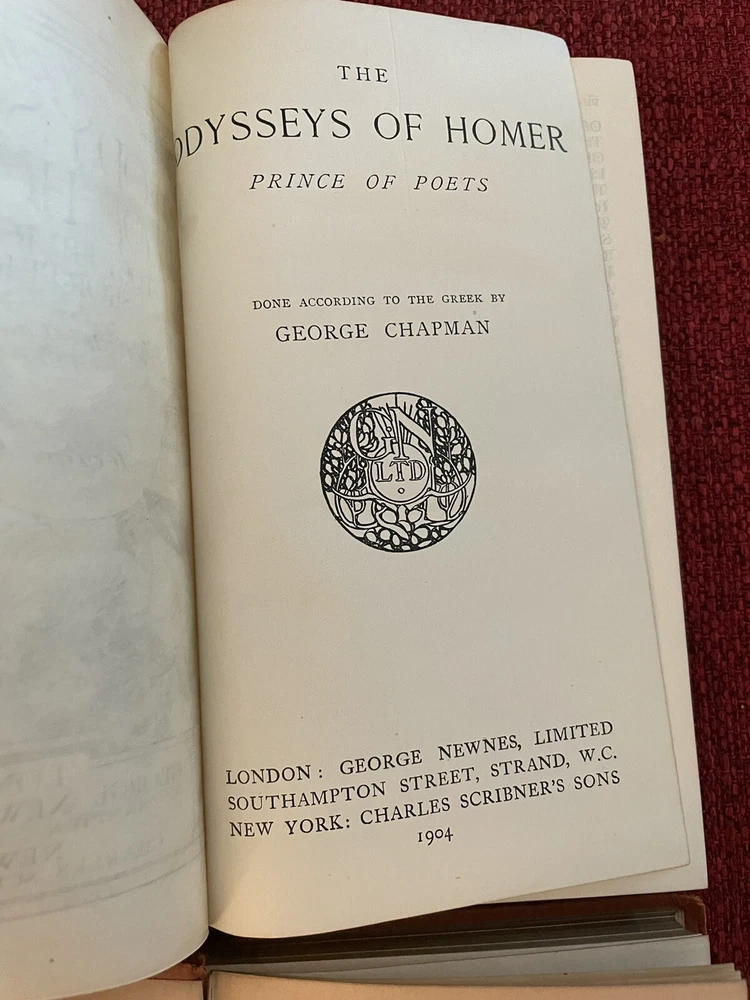 THE
ODYSSEYS OF HOMER
PRINCE OF POETS
DONE ACCORDING TO THE GREEK BY
GEORGE CHAPMAN
GN
LTD
LONDON: GEORGE NEWNES, LIMITED
SOUTHAMPTON STREET, STRAND, W.C.
NEW YORK: CHARLES SCRIBNER'S SONS
1904